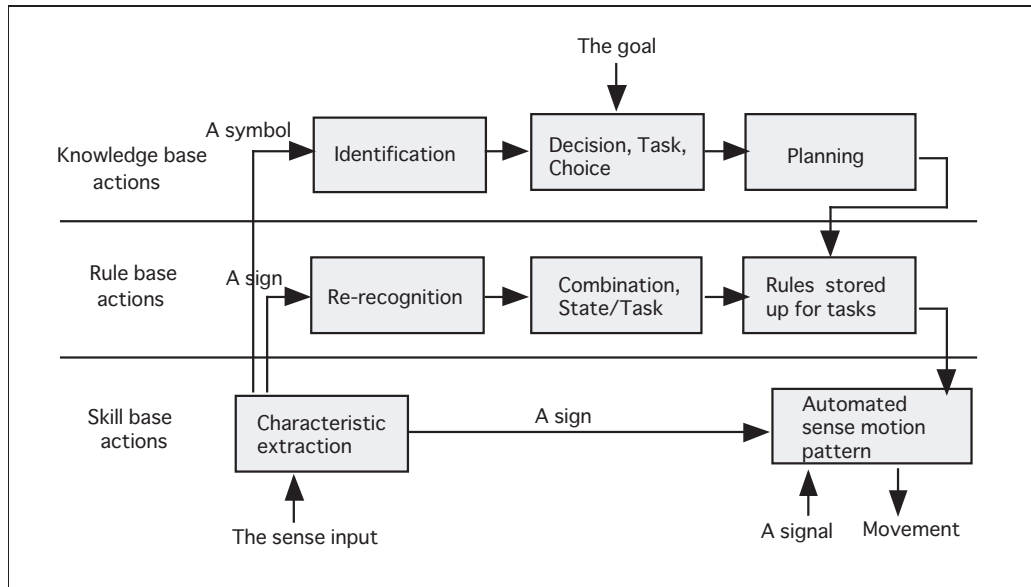 The goal
A symbol
Knowledge base
actions
Identification
Decision, Task,
Choice
Planning
Rule base
actions
A sign
Re-recognition
Combination,
State/Task
Rules stored
up for tasks
Skill base
actions
Characteristic
extraction
A sign
Automated
sense motion
pattern
The sense input
A signal
Movement